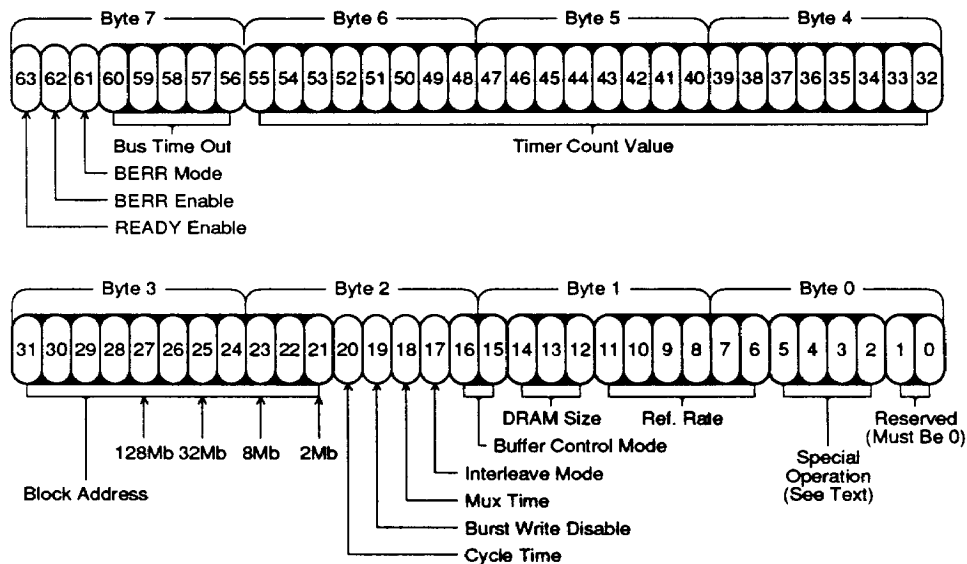 Byte 7 Byte 6 Byte 5 Byte 4
63 62 61 60 59 58 57 56 55 54 53 52 51 50 49 48 47 46 45 44 43 42 41 40 39 38 37 36 35 34 33 32
Bus Time Out Timer Count Value
BERR Mode
BERR Enable
READY Enable
Byte 3 Byte 2 Byte 1 Byte 0
31 30 29 28 27 26 25 24 23 22 21 20 19 18 17 16 15 14 13 12 11 10 9 8 7 6 5 4 3 2 1 0
DRAM Size Ref. Rate Reserved
(Must Be 0)
128Mb 32Mb 8Mb 2Mb Buffer Control Mode
Special
Operation
(See Text)
Interleave Mode
Block Address
Mux Time
Burst Write Disable
Cycle Time